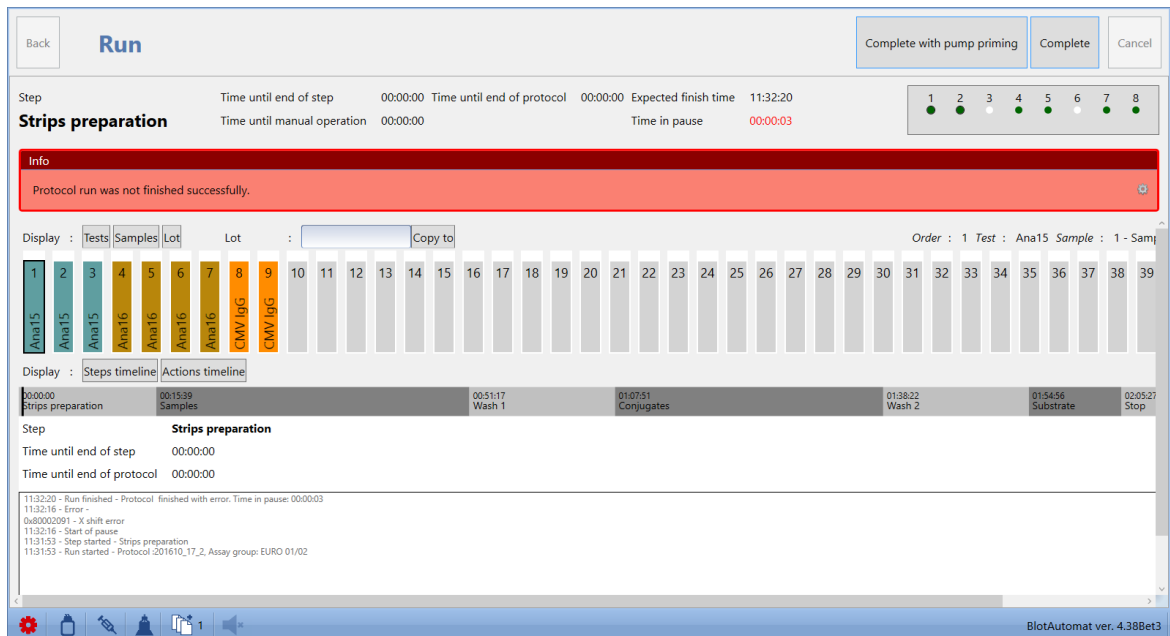 Back
Run
Complete with pump priming
Complete
Cancel
Step
Time until end of step 00:00:00 Time until end of protocol 00:00:00 Expected finish time 11:32:20
1 2 3 4 5 6 7 8
Strips preparation
Time until manual operation 00:00:00 Time in pause 00:00:03
Info
Protocol run was not finished successfully.
Display : Tests Samples Lot Lot : Copy to Order : 1 Test : Ana15 Sample : 1 - Samp
1 2 3 4 5 6 7 8 9 10 11 12 13 14 15 16 17 18 19 20 21 22 23 24 25 26 27 28 29 30 31 32 33 34 35 36 37 38 39
Ana15 Ana15 Ana15 Ana16 Ana16 Ana16 Ana16 CMV IgG CMV IgG
Display : Steps timeline Actions timeline
00:00:00 00:15:39 00:51:17 01:07:51 01:38:22 01:54:56 02:05:27
Strips preparation Samples Wash 1 Conjugates Wash 2 Substrate Stop
Step Strips preparation
Time until end of step 00:00:00
Time until end of protocol 00:00:00
11:32:20 - Run finished - Protocol finished with error. Time in pause: 00:00:03
11:32:16 - Error -
0x80002091 - X shift error
11:32:16 - Start of pause
11:31:53 - Step started - Strips preparation
11:31:53 - Run started - Protocol :201610_17_2, Assay group: EURO 01/02
1
BlotAutomat ver. 4.38Bet3